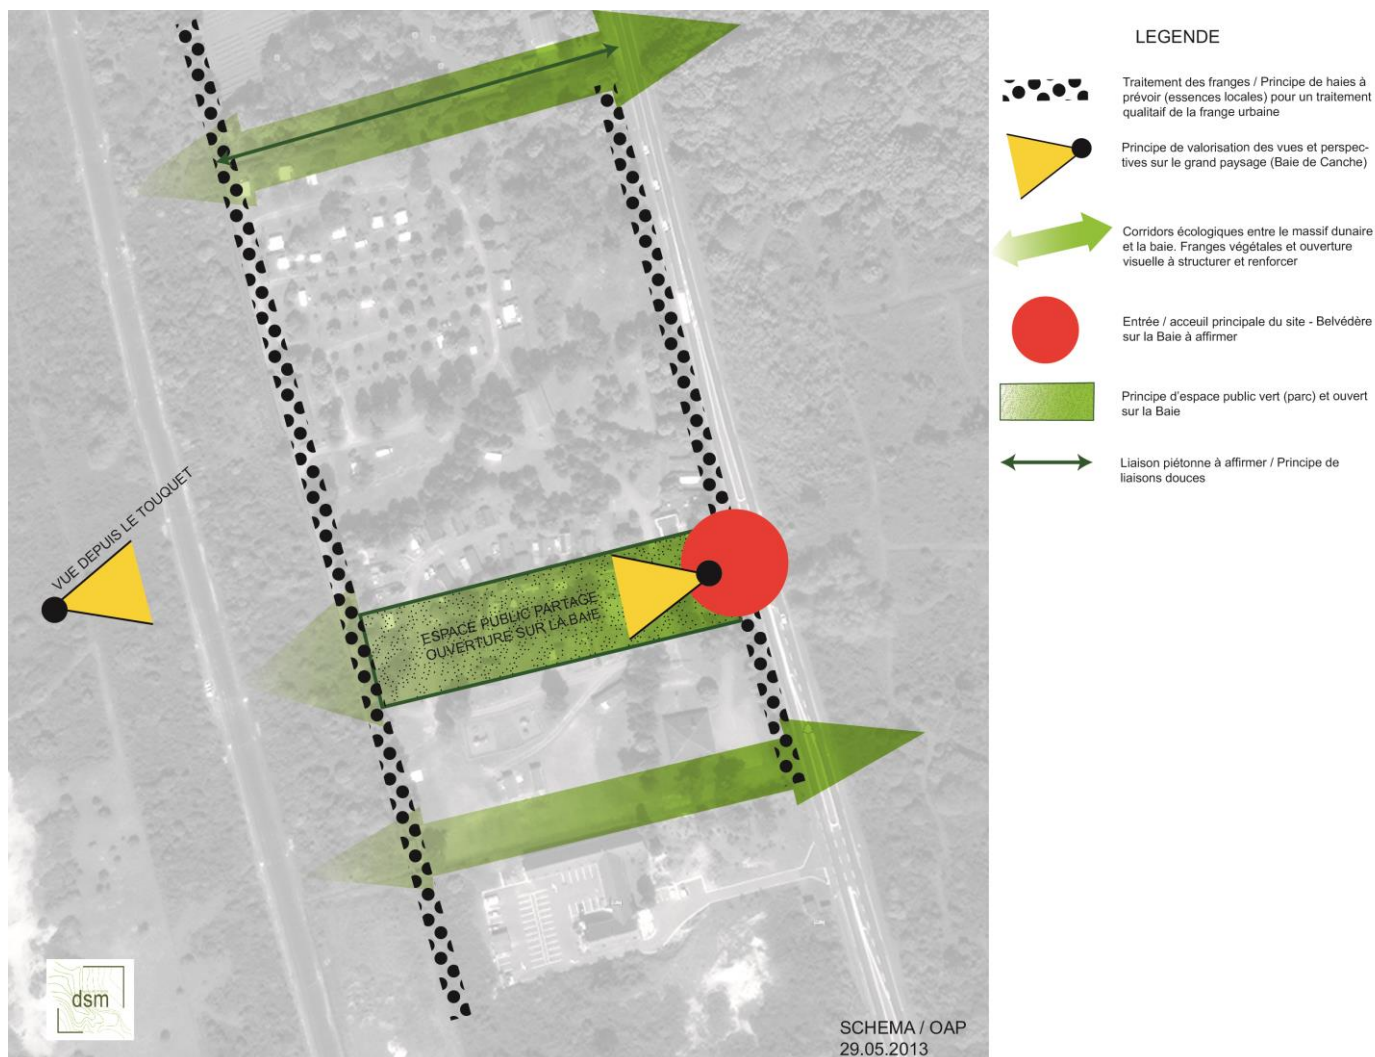 LEGENDE
Traitement des franges / Principe de haies à
prévoir (essences locales) pour un traitement
qualitaif de la frange urbaine
Principe de valorisation des vues et perspec-
tives sur le grand paysage (Baie de Canche)
Corridors écologiques entre le massif dunaire
et la baie. Franges végétales et ouverture
visuelle à structurer et renforcer
Entrée / acceuil principale du site - Belvédère
sur la Baie à affirmer
Principe d'espace public vert (parc) et ouvert
sur la Baie
Liaison piétonne à affirmer / Principe de
liaisons douces
VUE DEPUIS LE TOUQUET
ESPACE PUBLIC PARTAGE
OUVERTURE SUR LA BAIE
dsm
SCHEMA / OAP
29.05.2013